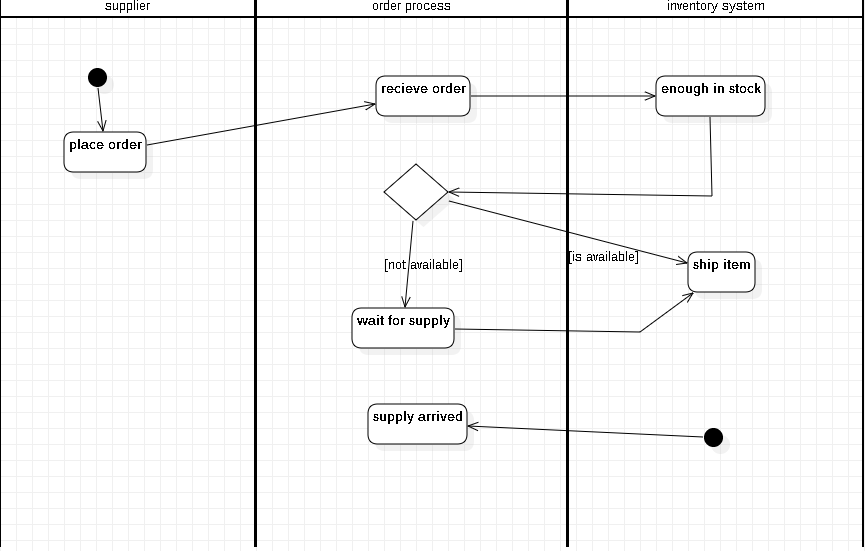 supplier
order process
inventory system
recieve order
enough in stock
place order
[not available]
[is available]
ship item
wait for supply
supply arrived